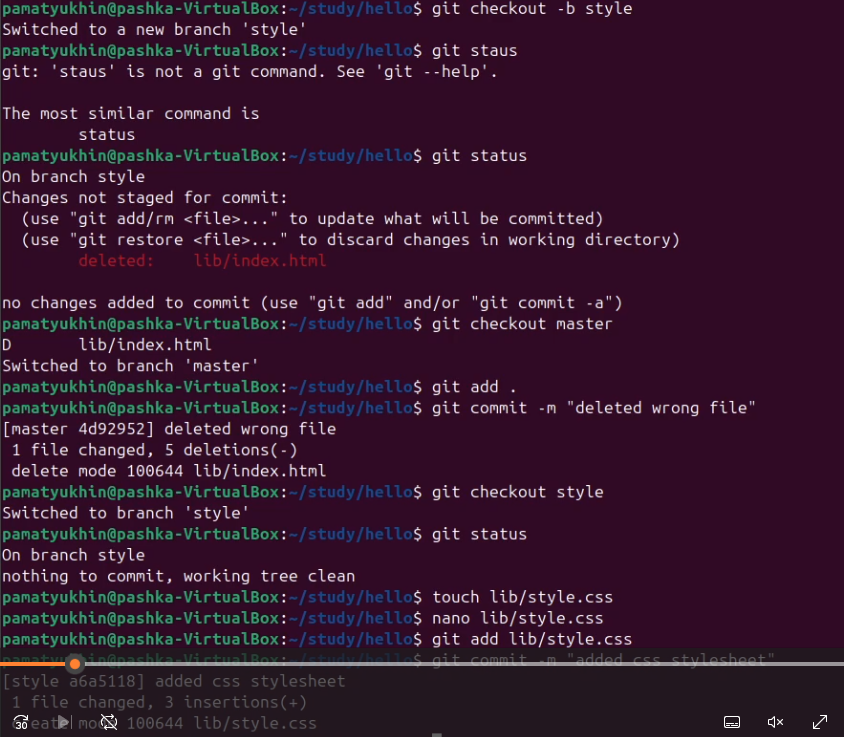 pamatyukhin@pashka-VirtualBox:~/study/hello$ git checkout -b style
Switched to a new branch 'style'
pamatyukhin@pashka-VirtualBox:~/study/hello$ git staus
git: 'staus' is not a git command. See 'git --help'.
The most similar command is
status
pamatyukhin@pashka-VirtualBox:~/study/hello$ git status
On branch style
Changes not staged for commit:
(use "git add/rm <file>..." to update what will be committed)
(use "git restore <file>..." to discard changes in working directory)
deleted: lib/index.html
no changes added to commit (use "git add" and/or "git commit -a")
pamatyukhin@pashka-VirtualBox:~/study/hello$ git checkout master
D lib/index.html
Switched to branch 'master'
pamatyukhin@pashka-VirtualBox:~/study/hello$ git add .
pamatyukhin@pashka-VirtualBox:~/study/hello$ git commit -m "deleted wrong file"
[master 4d92952] deleted wrong file
1 file changed, 5 deletions(-)
delete mode 100644 lib/index.html
pamatyukhin@pashka-VirtualBox:~/study/hello$ git checkout style
Switched to branch 'style'
pamatyukhin@pashka-VirtualBox:~/study/hello$ git status
On branch style
nothing to commit, working tree clean
pamatyukhin@pashka-VirtualBox:~/study/hello$ touch lib/style.css
pamatyukhin@pashka-VirtualBox:~/study/hello$ nano lib/style.css
pamatyukhin@pashka-VirtualBox:~/study/hello$ git add lib/style.css
pamatyukhin@pashka-VirtualBox:~/study/hello$ git commit -m "added css stylesheet"
[style a6a5118] added css stylesheet
1 file changed, 3 insertions(+)
create mode 100644 lib/style.css
30